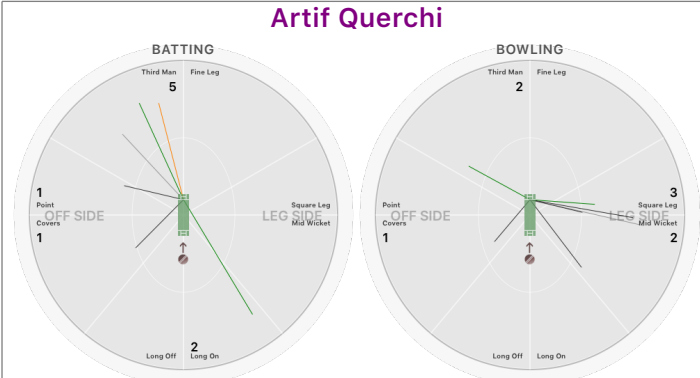 Artif Querchi
BATTING
Third Man Fine Leg
5
1
Point
Covers
1
OFF SIDE
LEG SIDE
Square Leg
Mid Wicket
2
Long Off Long On
BOWLING
Third Man Fine Leg
2
Point
Covers
1
OFF SIDE
LEG SIDE
3
Square Leg
Mid Wicket
2
Long Off Long On